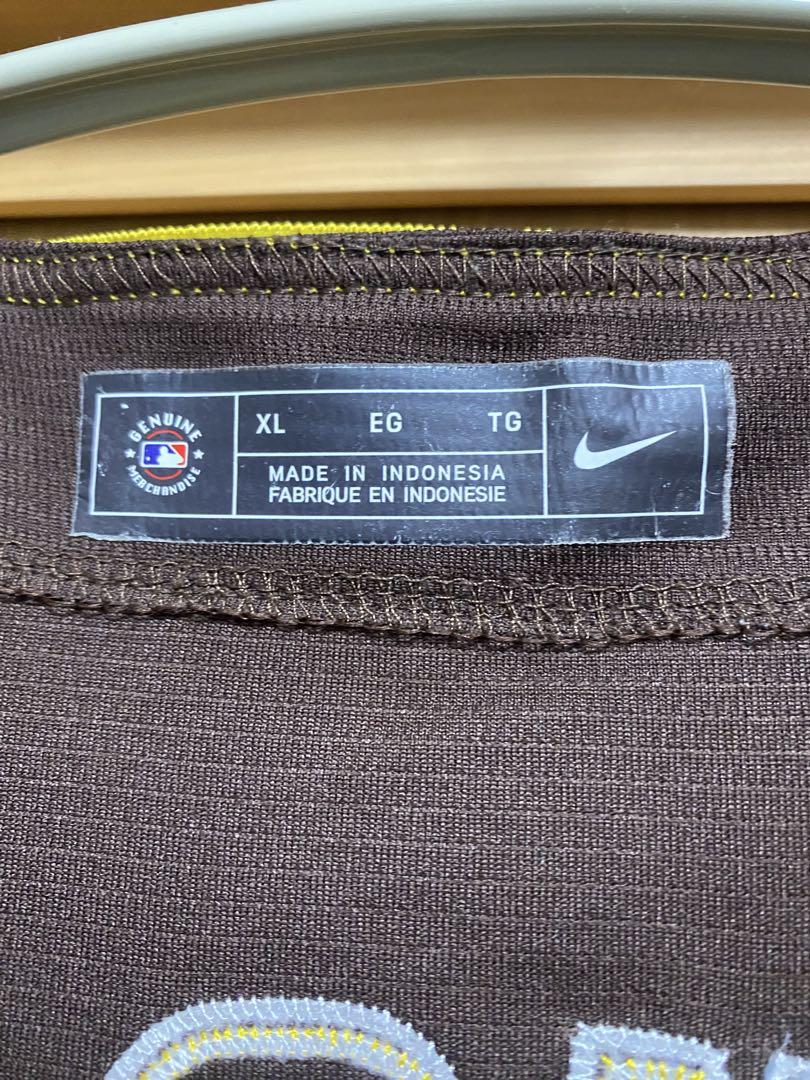 GENUINE
MERCHANDISE
XL EG TG
MADE IN INDONESIA
FABRIQUE EN INDONESIE